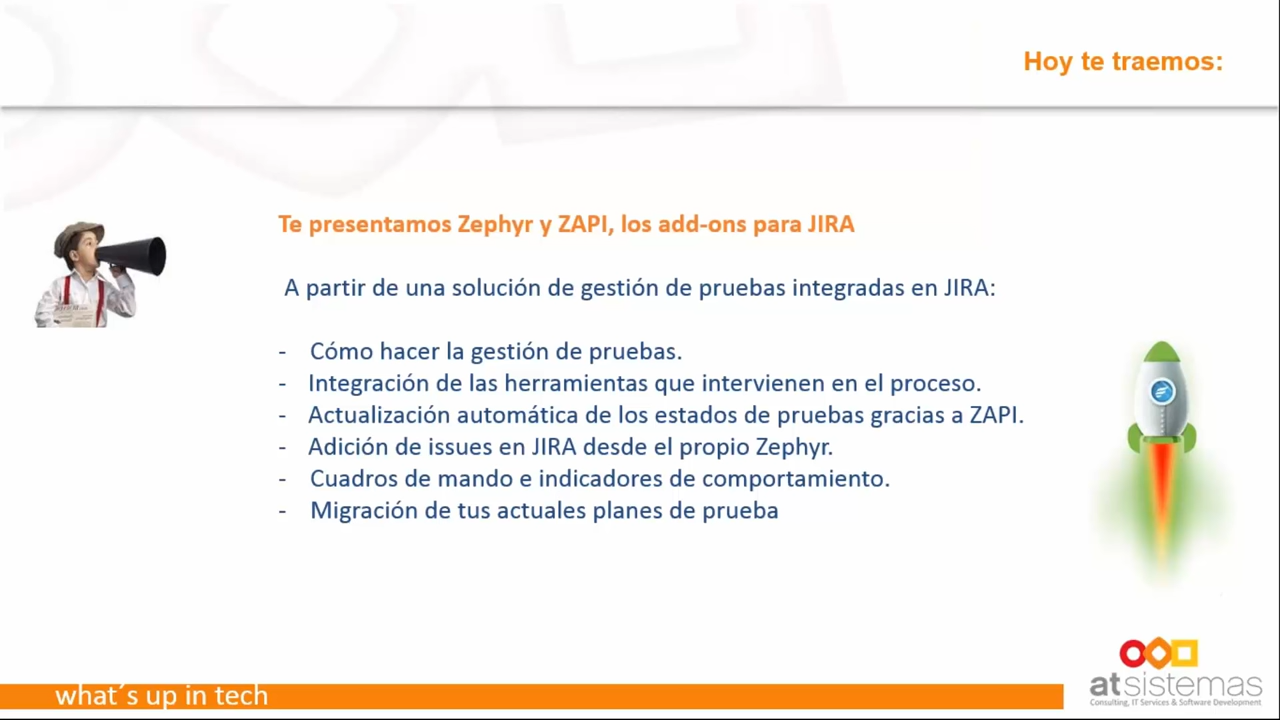 Hoy te traemos:
Te presentamos Zephyr y ZAPI, los add-ons para JIRA
A partir de una solución de gestión de pruebas integradas en JIRA:
- Cómo hacer la gestión de pruebas.
- Integración de las herramientas que intervienen en el proceso.
- Actualización automática de los estados de pruebas gracias a ZAPI.
- Adición de issues en JIRA desde el propio Zephyr.
- Cuadros de mando e indicadores de comportamiento.
- Migración de tus actuales planes de prueba
what´s up in tech
atsistemas
Consulting, IT Services & Software Development